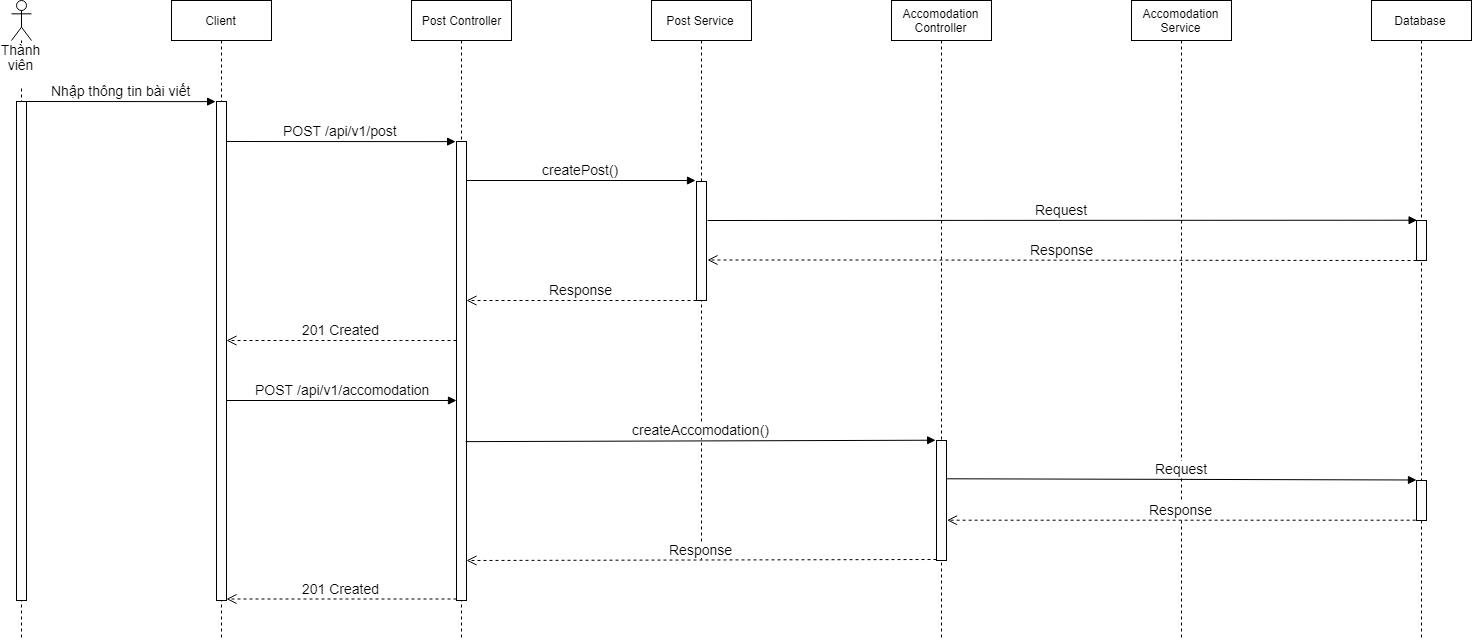 Thành
viên
Client
Post Controller
Post Service
Accomodation
Controller
Accomodation
Service
Database
Nhập thông tin bài viết
POST /api/v1/post
createPost()
Request
Response
Response
201 Created
POST /api/v1/accomodation
createAccomodation()
Request
Response
Response
201 Created